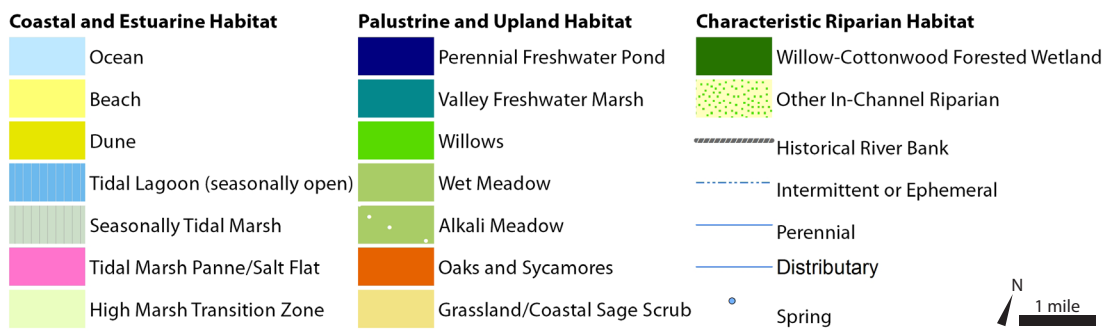 Coastal and Estuarine Habitat
Ocean
Beach
Dune
Tidal Lagoon (seasonally open)
Seasonally Tidal Marsh
Tidal Marsh Panne/Salt Flat
High Marsh Transition Zone
Palustrine and Upland Habitat
Perennial Freshwater Pond
Valley Freshwater Marsh
Willows
Wet Meadow
Alkali Meadow
Oaks and Sycamores
Grassland/Coastal Sage Scrub
Characteristic Riparian Habitat
Willow-Cottonwood Forested Wetland
Other In-Channel Riparian
Historical River Bank
Intermittent or Ephemeral
Perennial
Distributary
Spring
N
1 mile